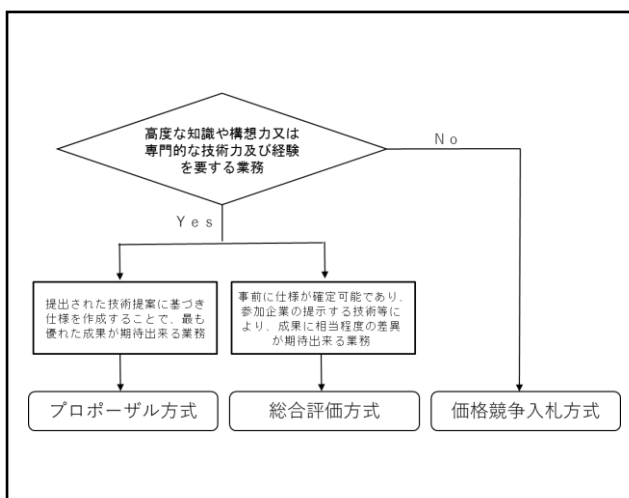 高度な知識や構想力又は
専門的な技術力及び経験
を要する業務
No
Yes
提出された技術提案に基づき
仕様を作成することで、最も
優れた成果が期待出来る業務
事前に仕様が確定可能であり、
参加企業の提示する技術等に
より、成果に相当程度の差異
が期待出来る業務
プロポーザル方式
総合評価方式
価格競争入札方式